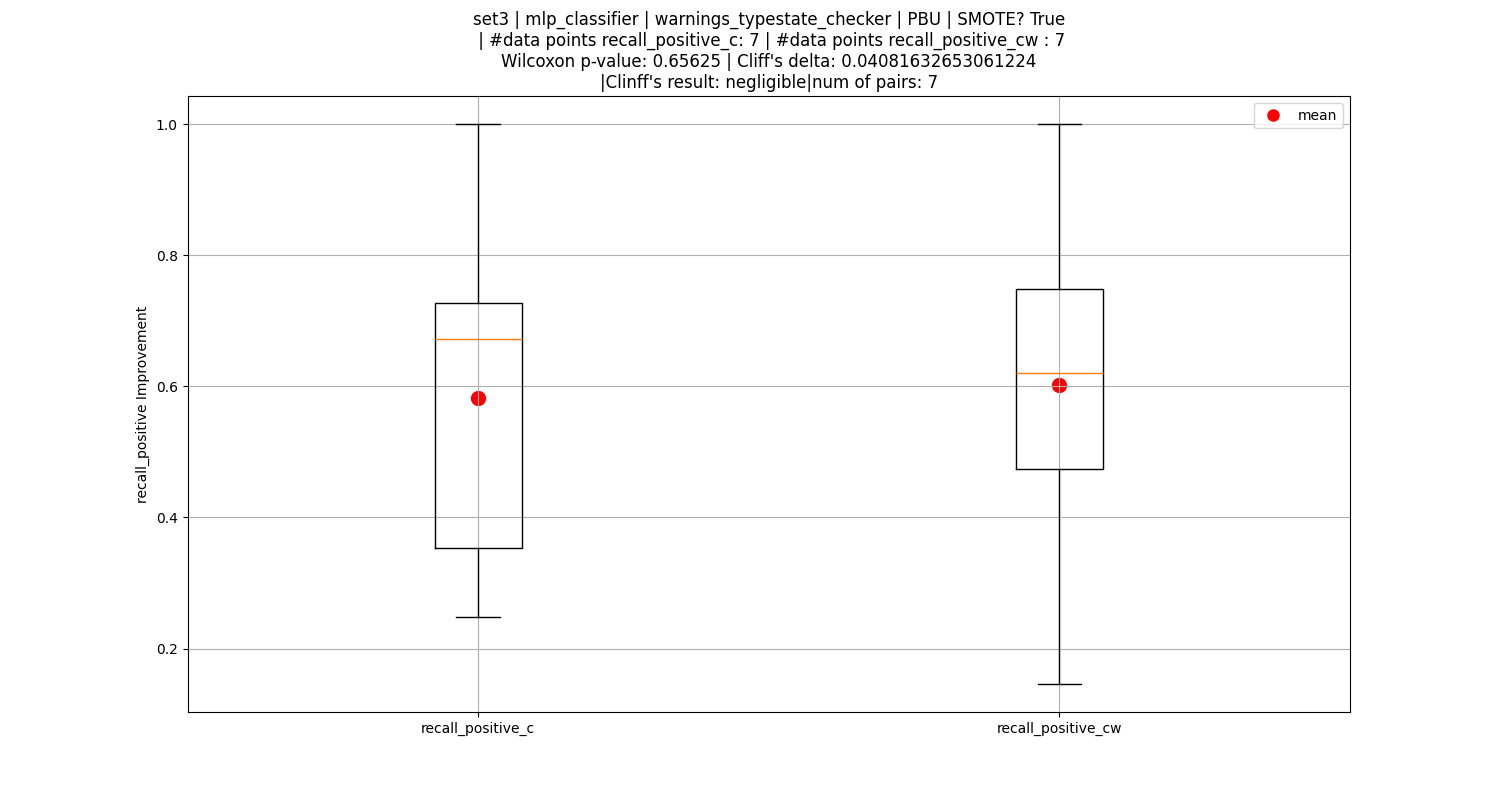 set3 | mlp_classifier | warnings_typestate_checker | PBU | SMOTE? True
| #data points recall_positive_c: 7 | #data points recall_positive_cw : 7
Wilcoxon p-value: 0.65625 | Cliff's delta: 0.04081632653061224
|Clinff's result: negligible|num of pairs: 7
mean
1.0
0.8
0.6
0.4
0.2
recall_positive Improvement
recall_positive_c
recall_positive_cw